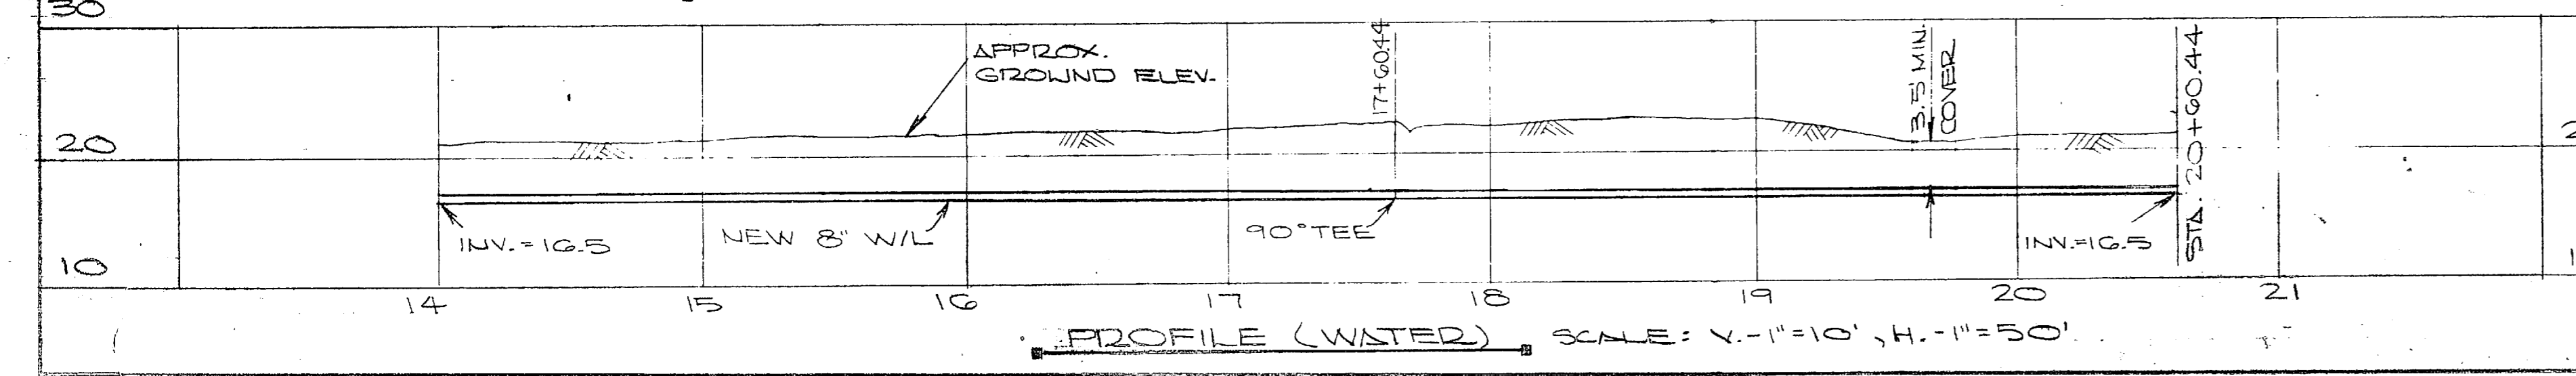 30
APPROX.
GROUND ELEV.
17+60.44
3.5 MIN.
COVER
STA. 20+60.44
20
INV.=16.5
NEW 8" W/L
90° TEE
INV.=16.5
10
14 15 16 17 18 19 20 21
PROFILE (WATER) SCALE: V.-1"=10', H.-1"=50'